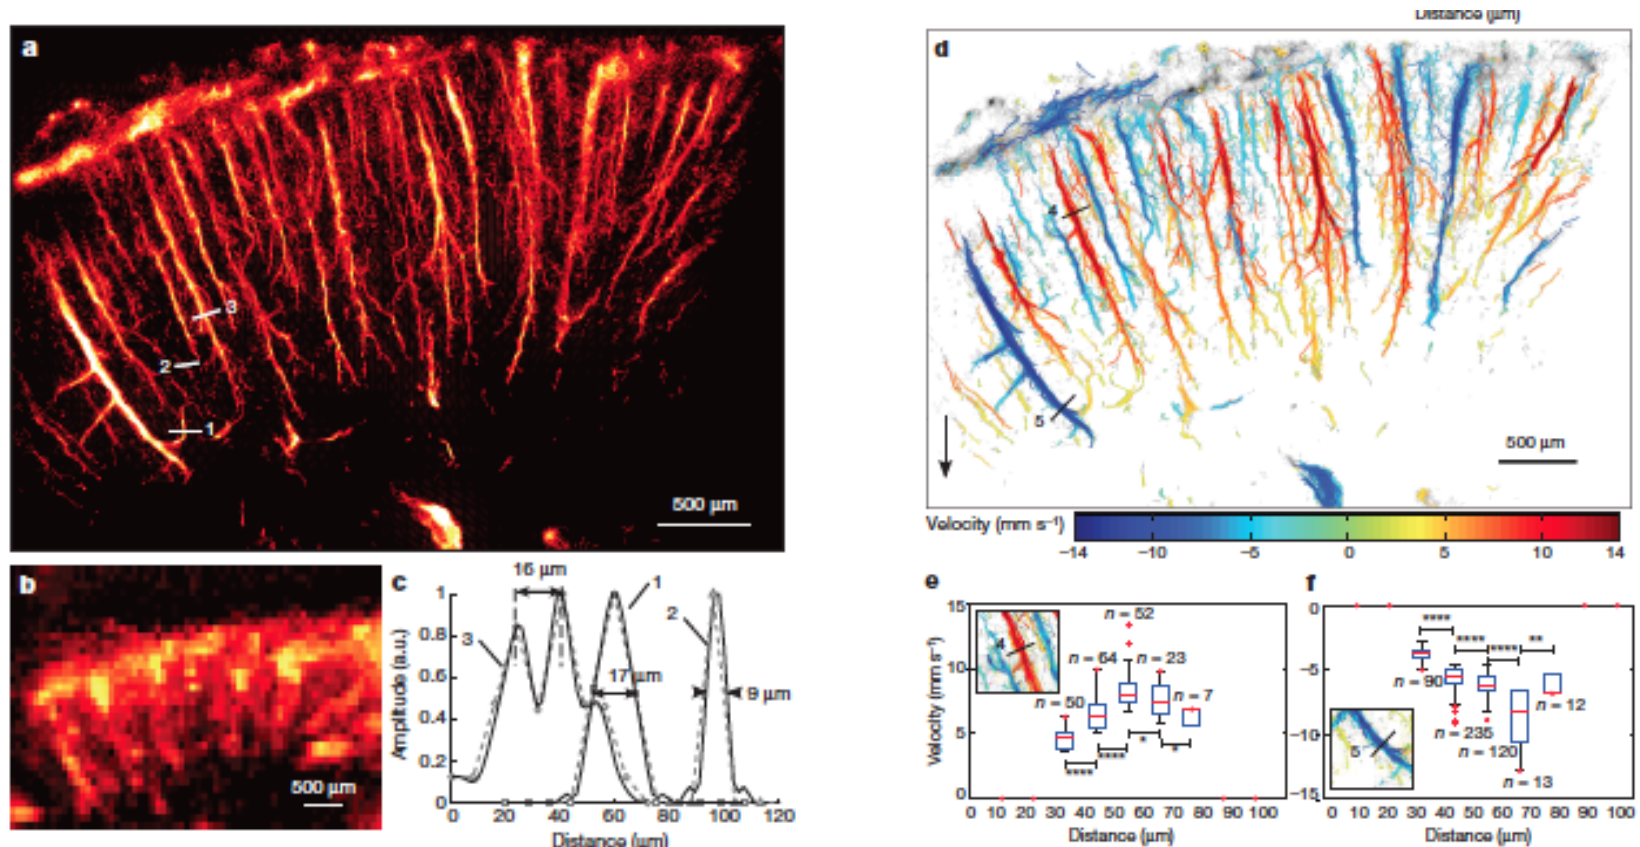 Distance (µm)
a
3
2
1
500 µm
d
4
5
500 µm
Velocity (mm s⁻¹)
−14 −10 −5 0 5 10 14
b
500 µm
c
16 µm
1
2
3
17 µm
9 µm
Amplitude (a.u.)
1
0.8
0.6
0.4
0.2
0
0 20 40 60 80 100 120
Distance (µm)
e
15
10
5
0
Velocity (mm s⁻¹)
4
n = 52
n = 64
n = 23
n = 50
n = 7
****
****
*
*
0 10 20 30 40 50 60 70 80 90 100
Distance (µm)
f
0
−5
−10
−15
****
****
****
**
n = 90
n = 12
n = 235
n = 120
n = 13
5
0 10 20 30 40 50 60 70 80 90 100
Distance (µm)